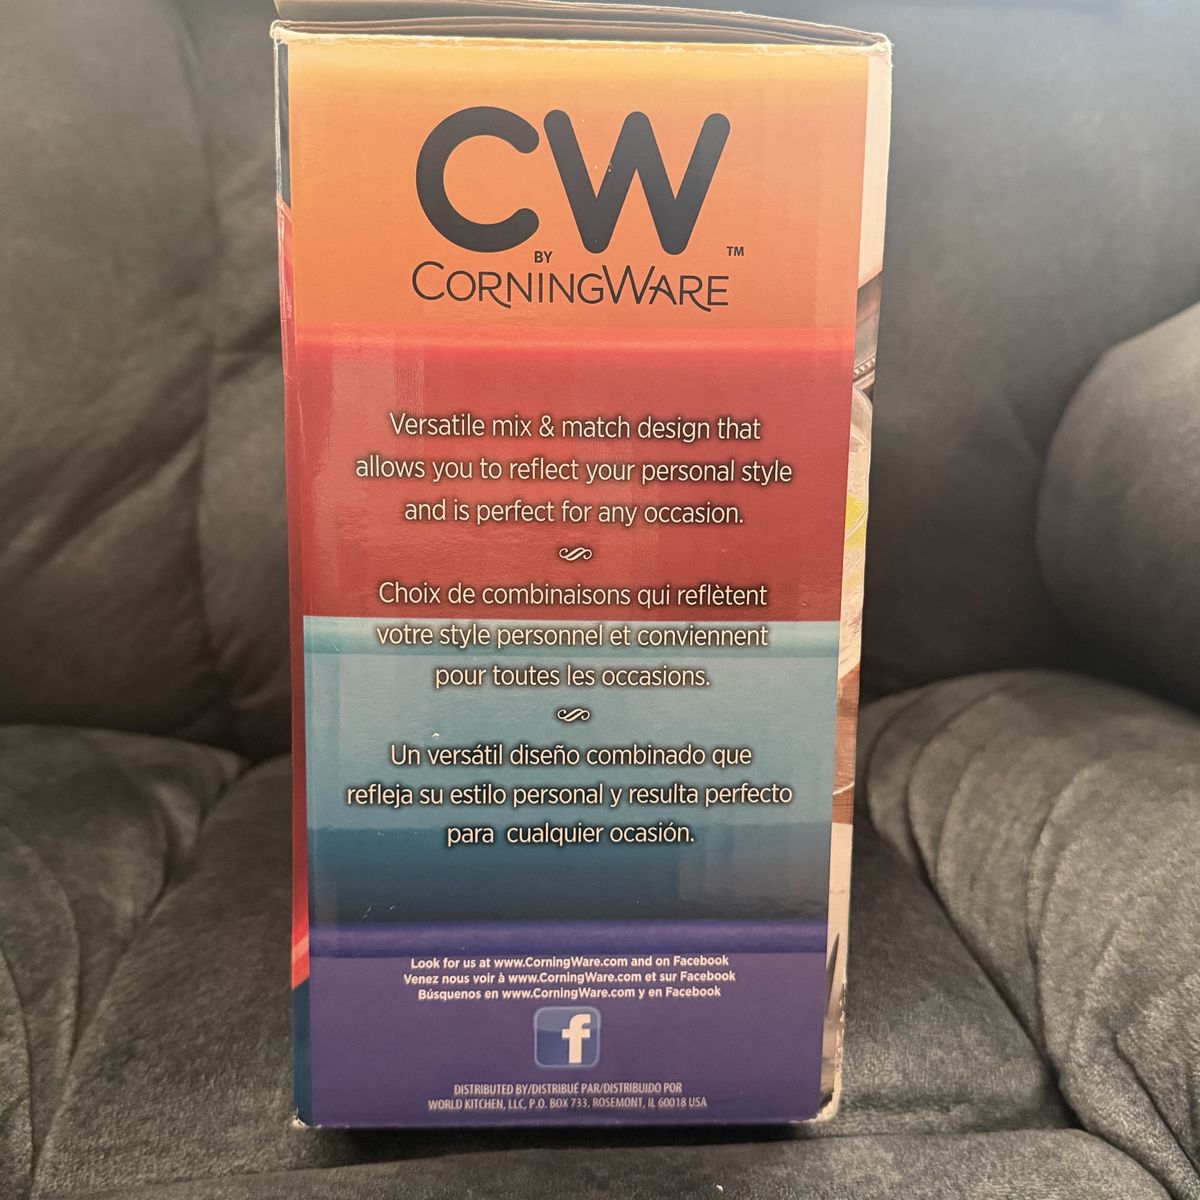 CW
BY
TM
CORNINGWARE
Versatile mix & match design that
allows you to reflect your personal style
and is perfect for any occasion.
Choix de combinaisons qui reflètent
votre style personnel et conviennent
pour toutes les occasions.
Un versátil diseño combinado que
refleja su estilo personal y resulta perfecto
para cualquier ocasión.
Look for us at www.CorningWare.com and on Facebook
Venez nous voir à www.CorningWare.com et sur Facebook
Búsquenos en www.CorningWare.com y en Facebook
f
DISTRIBUTED BY/DISTRIBUÉ PAR/DISTRIBUIDO POR
WORLD KITCHEN, LLC, P.O. BOX 733, ROSEMONT, IL 60018 USA